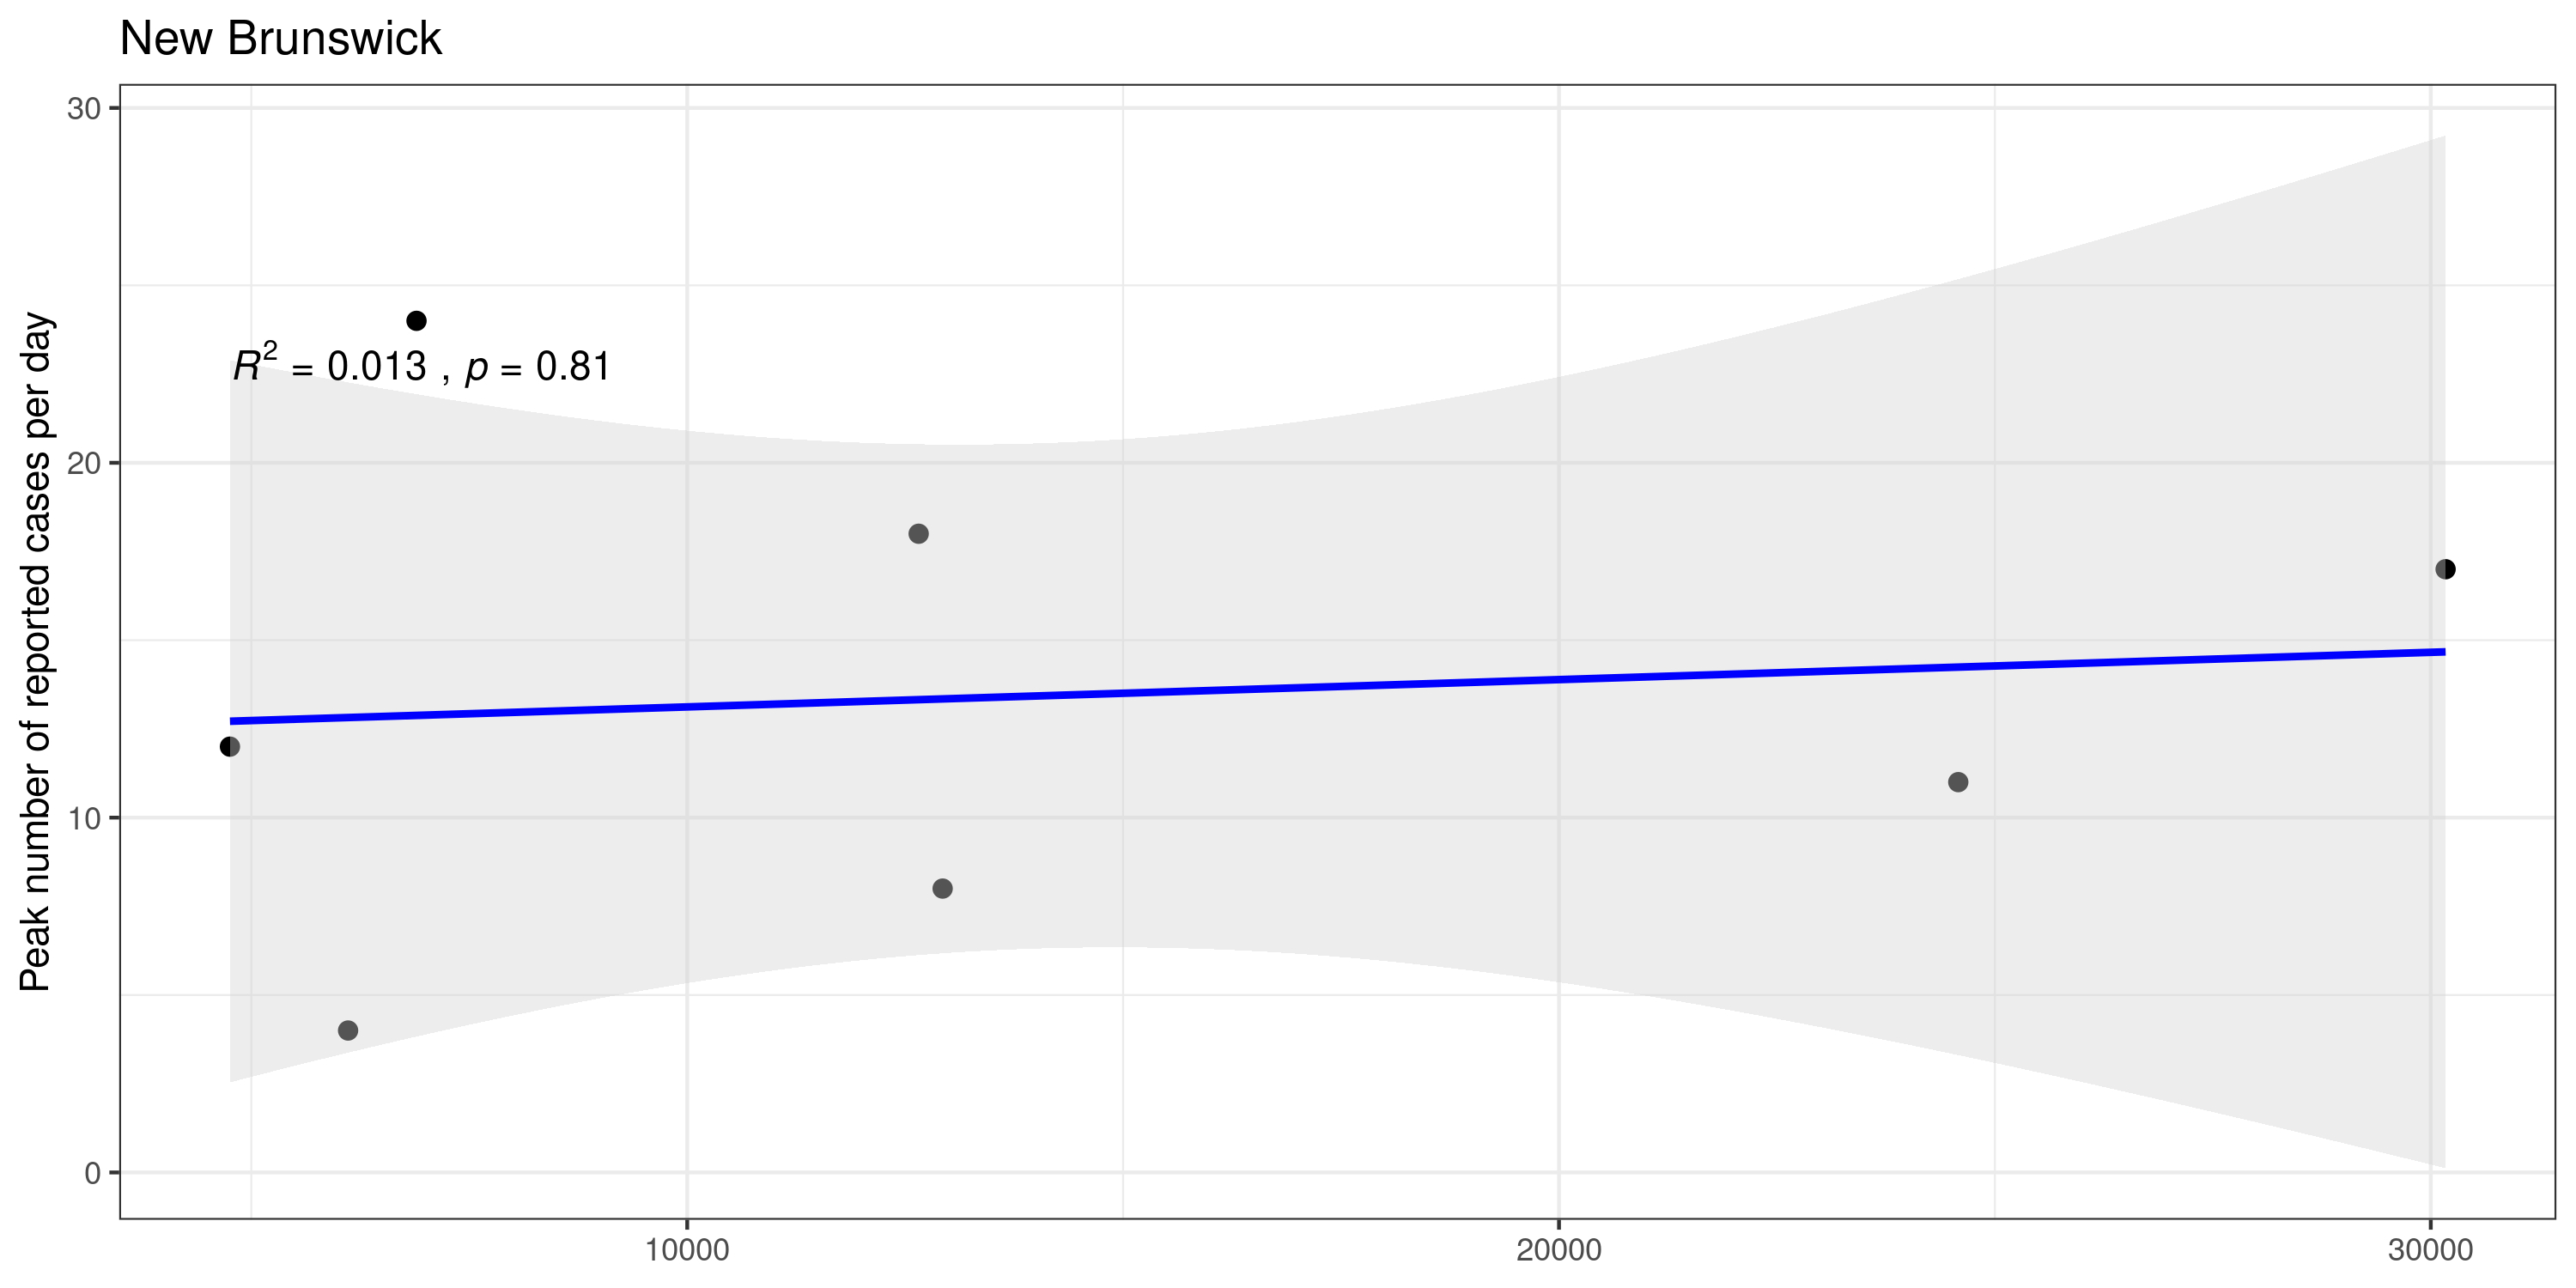 New Brunswick
Peak number of reported cases per day
30
20
10
0
R² = 0.013 , p = 0.81
10000
20000
30000